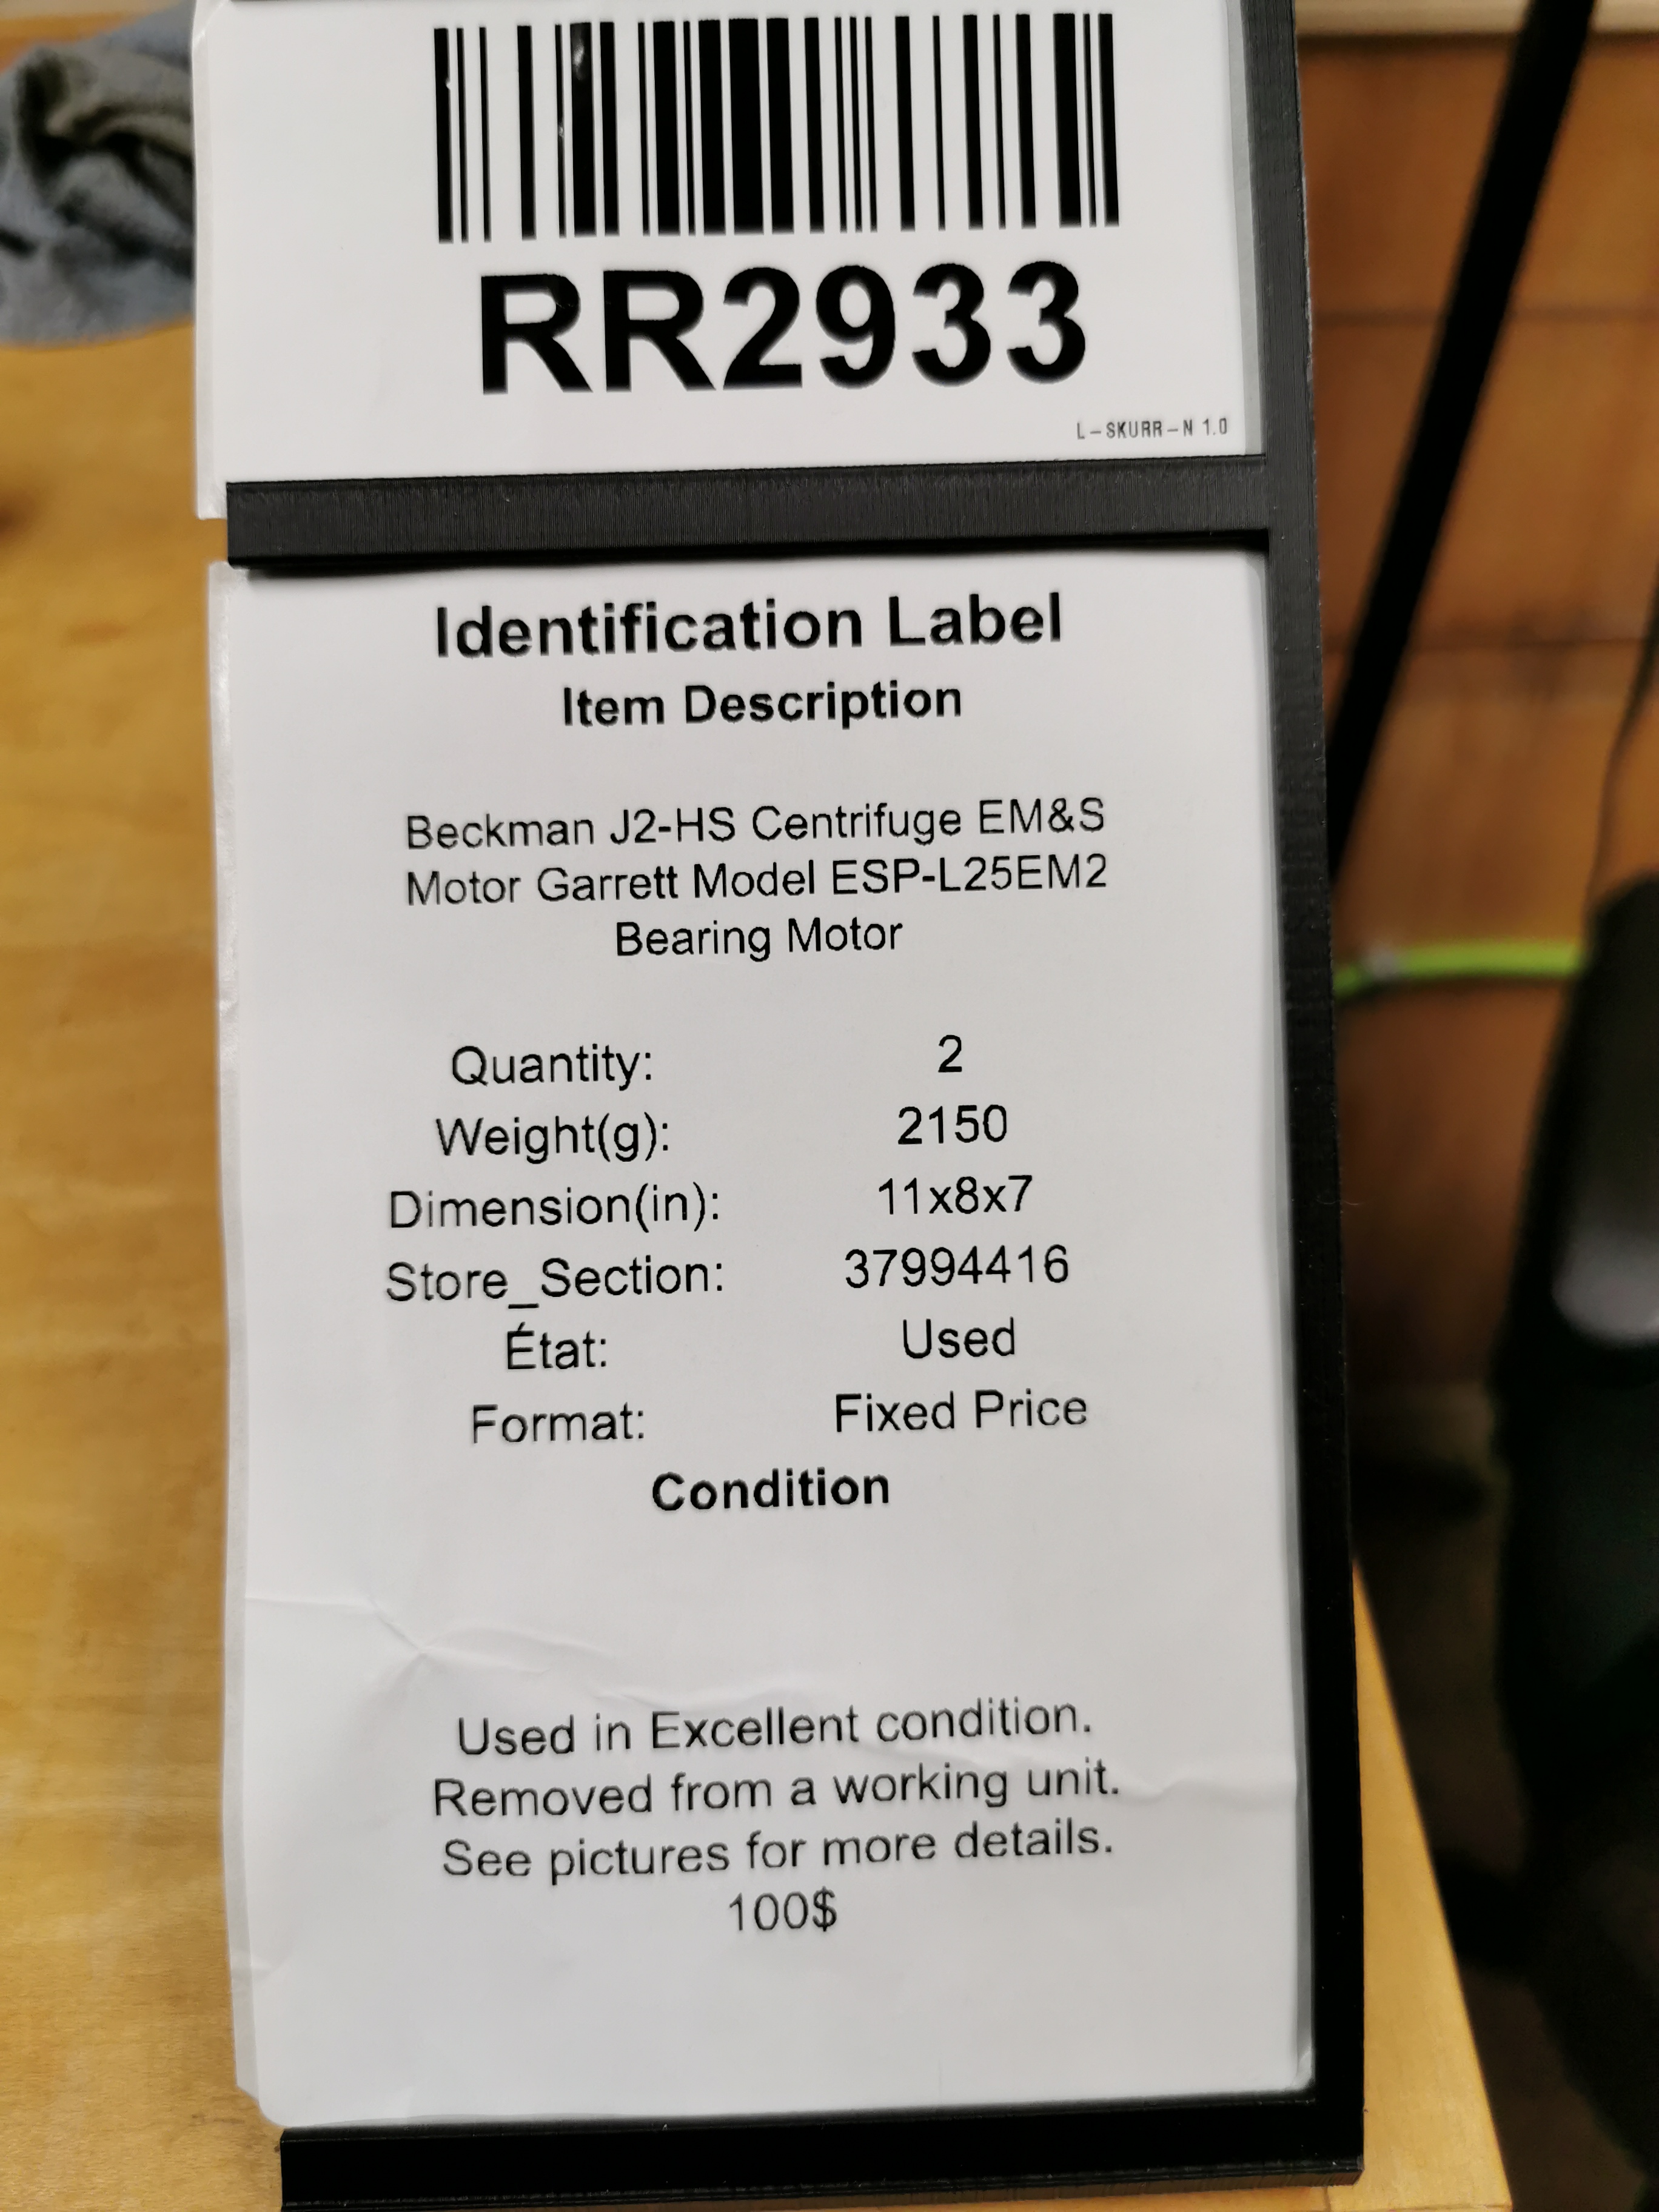 RR2933
L-SKURR-N 1.0
Identification Label
Item Description
Beckman J2-HS Centrifuge EM&S
Motor Garrett Model ESP-L25EM2
Bearing Motor
Quantity: 2
Weight(g): 2150
Dimension(in): 11x8x7
Store_Section: 37994416
État: Used
Format: Fixed Price
Condition
Used in Excellent condition.
Removed from a working unit.
See pictures for more details.
100$